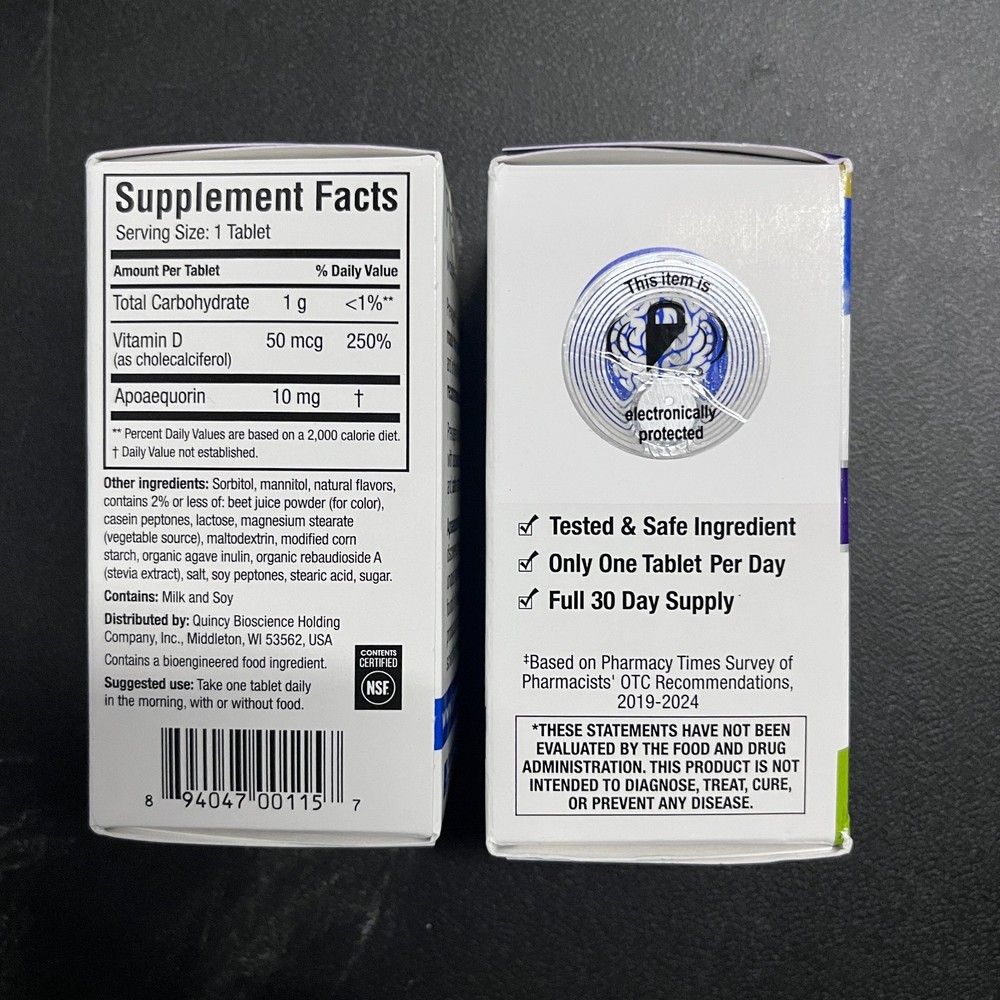 Supplement Facts
Serving Size: 1 Tablet
Amount Per Tablet % Daily Value
Total Carbohydrate 1 g <1%**
Vitamin D 50 mcg 250%
(as cholecalciferol)
Apoaequorin 10 mg †
** Percent Daily Values are based on a 2,000 calorie diet.
† Daily Value not established.
Other ingredients: Sorbitol, mannitol, natural flavors,
contains 2% or less of: beet juice powder (for color),
casein peptones, lactose, magnesium stearate
(vegetable source), maltodextrin, modified corn
starch, organic agave inulin, organic rebaudioside A
(stevia extract), salt, soy peptones, stearic acid, sugar.
Contains: Milk and Soy
Distributed by: Quincy Bioscience Holding
Company, Inc., Middleton, WI 53562, USA
Contains a bioengineered food ingredient.
Suggested use: Take one tablet daily
in the morning, with or without food.
CONTENTS
CERTIFIED
NSF
8 94047 00115 7
This item is
electronically
protected
Tested & Safe Ingredient
Only One Tablet Per Day
Full 30 Day Supply
‡Based on Pharmacy Times Survey of
Pharmacists' OTC Recommendations,
2019-2024
*THESE STATEMENTS HAVE NOT BEEN
EVALUATED BY THE FOOD AND DRUG
ADMINISTRATION. THIS PRODUCT IS NOT
INTENDED TO DIAGNOSE, TREAT, CURE,
OR PREVENT ANY DISEASE.